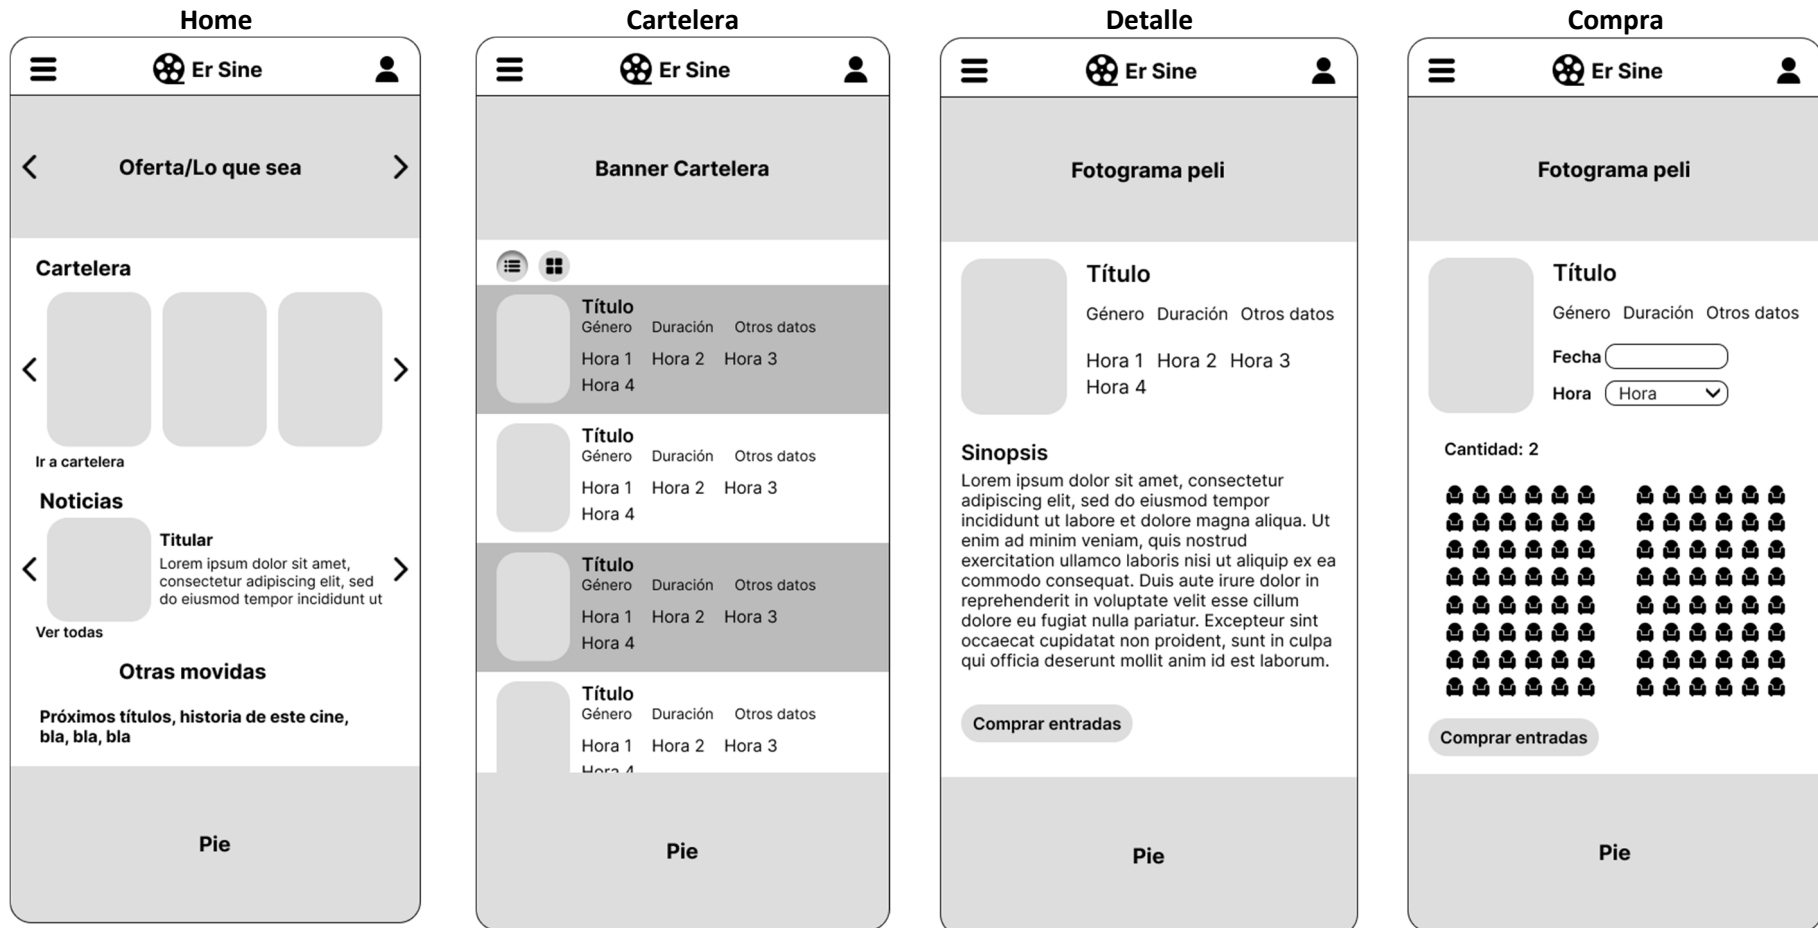 Home
Er Sine
Oferta/Lo que sea
Cartelera
Ir a cartelera
Noticias
Titular
Lorem ipsum dolor sit amet,
consectetur adipiscing elit, sed
do eiusmod tempor incididunt ut
Ver todas
Otras movidas
Próximos títulos, historia de este cine,
bla, bla, bla
Pie
Cartelera
Er Sine
Banner Cartelera
Título
Género Duración Otros datos
Hora 1 Hora 2 Hora 3
Hora 4
Título
Género Duración Otros datos
Hora 1 Hora 2 Hora 3
Hora 4
Título
Género Duración Otros datos
Hora 1 Hora 2 Hora 3
Hora 4
Título
Género Duración Otros datos
Hora 1 Hora 2 Hora 3
Hora 4
Pie
Detalle
Er Sine
Fotograma peli
Título
Género Duración Otros datos
Hora 1 Hora 2 Hora 3
Hora 4
Sinopsis
Lorem ipsum dolor sit amet, consectetur
adipiscing elit, sed do eiusmod tempor
incididunt ut labore et dolore magna aliqua. Ut
enim ad minim veniam, quis nostrud
exercitation ullamco laboris nisi ut aliquip ex ea
commodo consequat. Duis aute irure dolor in
reprehenderit in voluptate velit esse cillum
dolore eu fugiat nulla pariatur. Excepteur sint
occaecat cupidatat non proident, sunt in culpa
qui officia deserunt mollit anim id est laborum.
Comprar entradas
Pie
Compra
Er Sine
Fotograma peli
Título
Género Duración Otros datos
Fecha
Hora Hora
Cantidad: 2
Comprar entradas
Pie